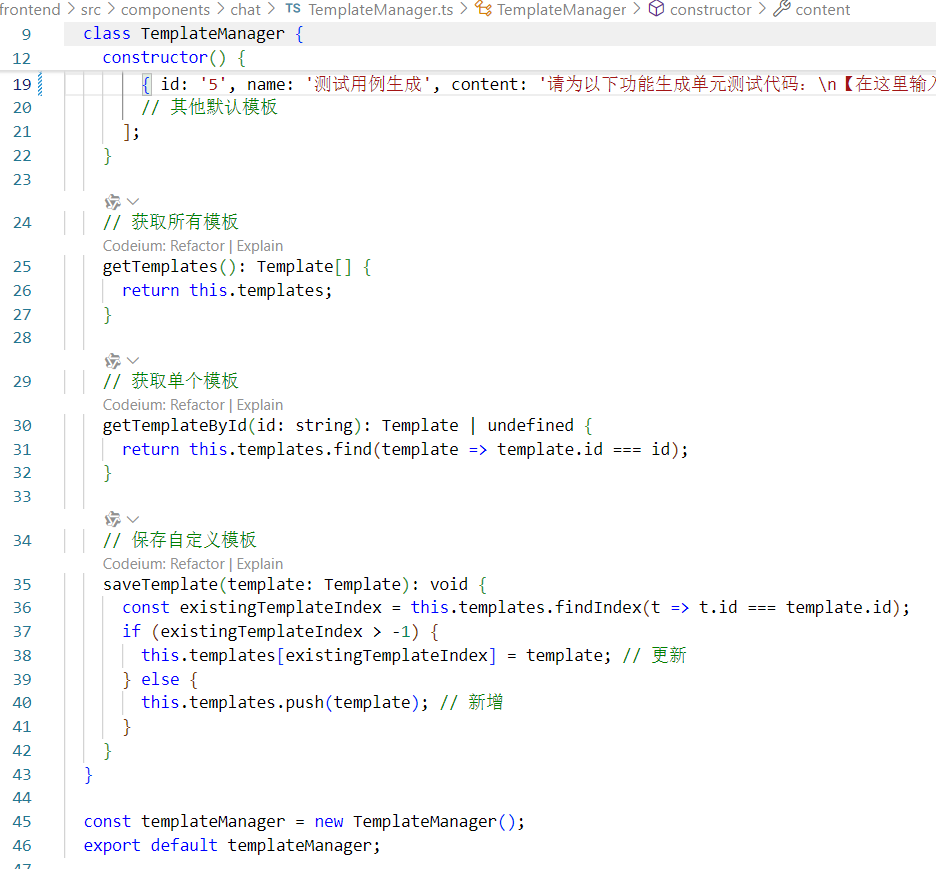 frontend > src > components > chat > TS TemplateManager.ts > TemplateManager > constructor > content
9 class TemplateManager {
12 constructor() {
19 { id: '5', name: '测试用例生成', content: '请为以下功能生成单元测试代码：\n【在这里输入
20 // 其他默认模板
21 ];
22 }
23
24 // 获取所有模板
Codeium: Refactor | Explain
25 getTemplates(): Template[] {
26 return this.templates;
27 }
28
29 // 获取单个模板
Codeium: Refactor | Explain
30 getTemplateById(id: string): Template | undefined {
31 return this.templates.find(template => template.id === id);
32 }
33
34 // 保存自定义模板
Codeium: Refactor | Explain
35 saveTemplate(template: Template): void {
36 const existingTemplateIndex = this.templates.findIndex(t => t.id === template.id);
37 if (existingTemplateIndex > -1) {
38 this.templates[existingTemplateIndex] = template; // 更新
39 } else {
40 this.templates.push(template); // 新增
41 }
42 }
43 }
44
45 const templateManager = new TemplateManager();
46 export default templateManager;
47